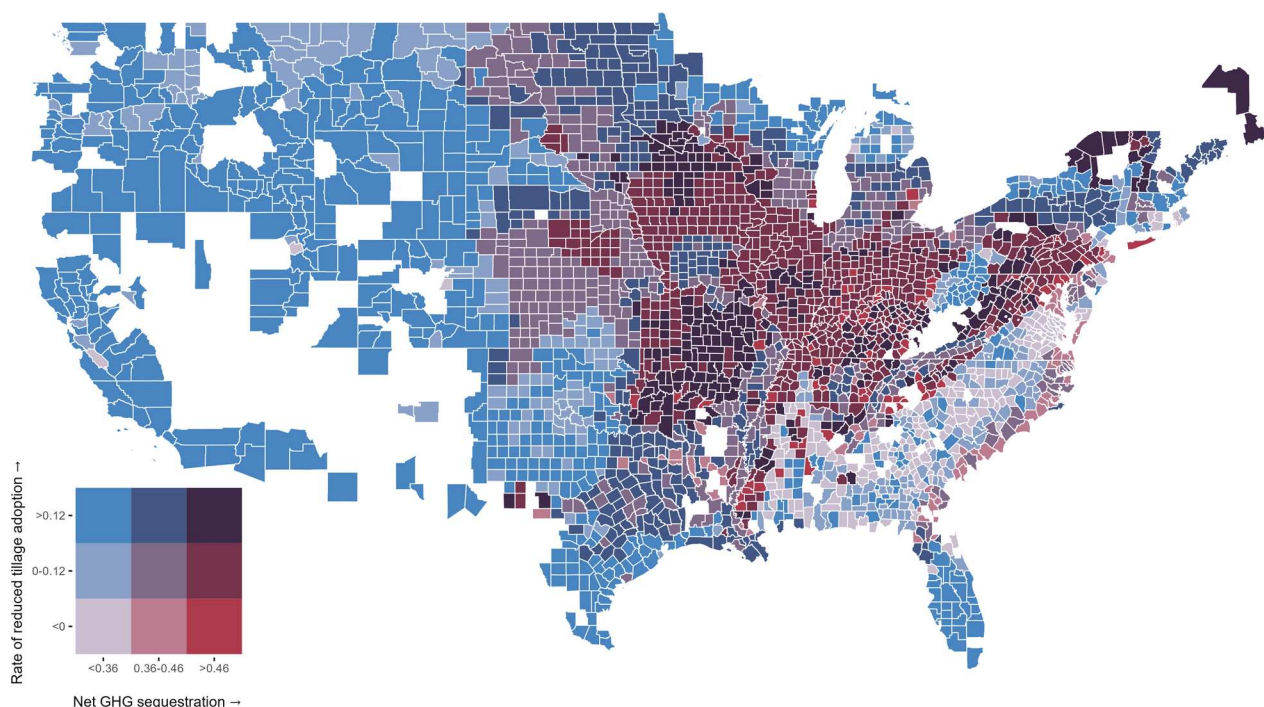 Rate of reduced tillage adoption →
>0.12
0-0.12
<0
<0.36 0.36-0.46 >0.46
Net GHG sequestration →